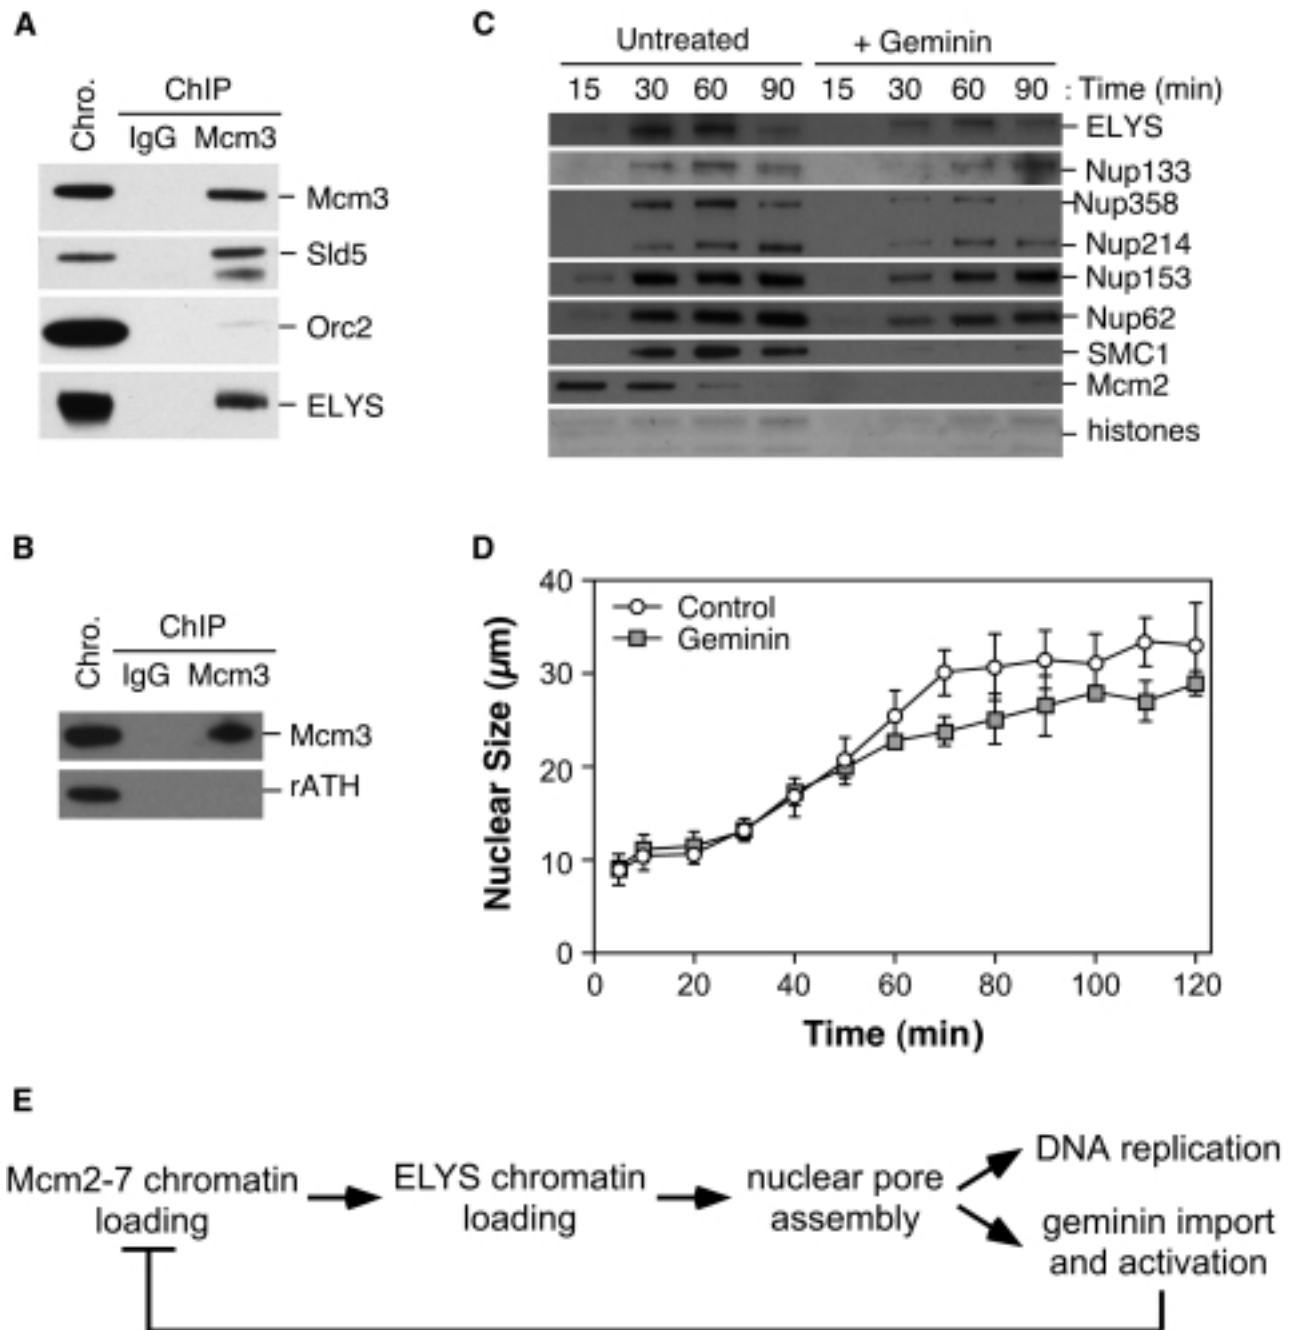 A
Chro.
ChIP
IgG Mcm3
Mcm3
Sld5
Orc2
ELYS
B
Chro.
ChIP
IgG Mcm3
Mcm3
rATH
C
Untreated + Geminin
15 30 60 90 15 30 60 90 : Time (min)
ELYS
Nup133
Nup358
Nup214
Nup153
Nup62
SMC1
Mcm2
histones
D
Control
Geminin
Nuclear Size (µm)
40
30
20
10
0
0 20 40 60 80 100 120
Time (min)
E
Mcm2-7 chromatin
loading
ELYS chromatin
loading
nuclear pore
assembly
DNA replication
geminin import
and activation